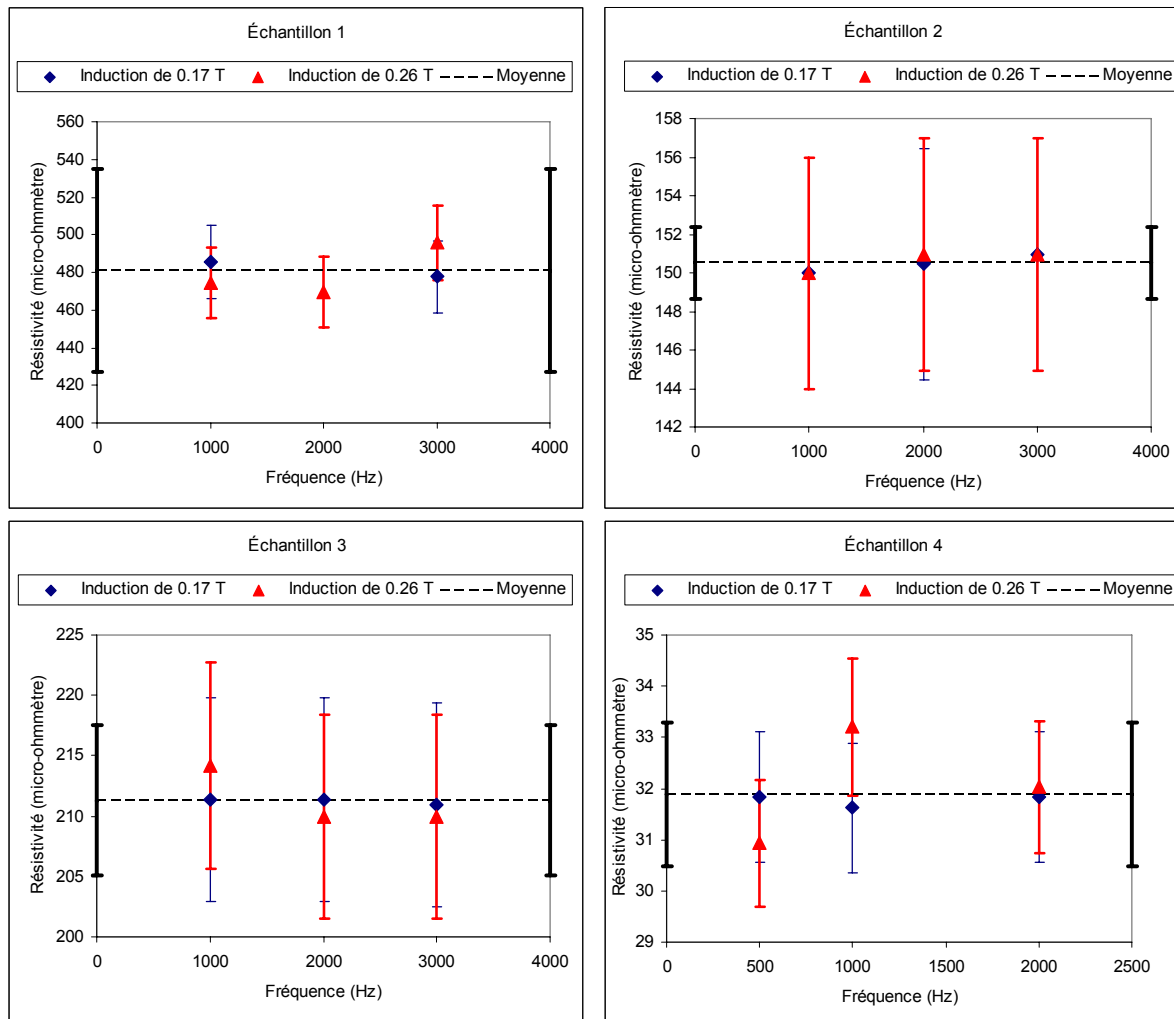 Échantillon 1
Induction de 0.17 T Induction de 0.26 T Moyenne
Résistivité (micro-ohmmètre)
560
540
520
500
480
460
440
420
400
0 1000 2000 3000 4000
Fréquence (Hz)
Échantillon 2
Induction de 0.17 T Induction de 0.26 T Moyenne
Résistivité (micro-ohmmètre)
158
156
154
152
150
148
146
144
142
0 1000 2000 3000 4000
Fréquence (Hz)
Échantillon 3
Induction de 0.17 T Induction de 0.26 T Moyenne
Résistivité (micro-ohmmètre)
225
220
215
210
205
200
0 1000 2000 3000 4000
Fréquence (Hz)
Échantillon 4
Induction de 0.17 T Induction de 0.26 T Moyenne
Résistivité (micro-ohmmètre)
35
34
33
32
31
30
29
0 500 1000 1500 2000 2500
Fréquence (Hz)